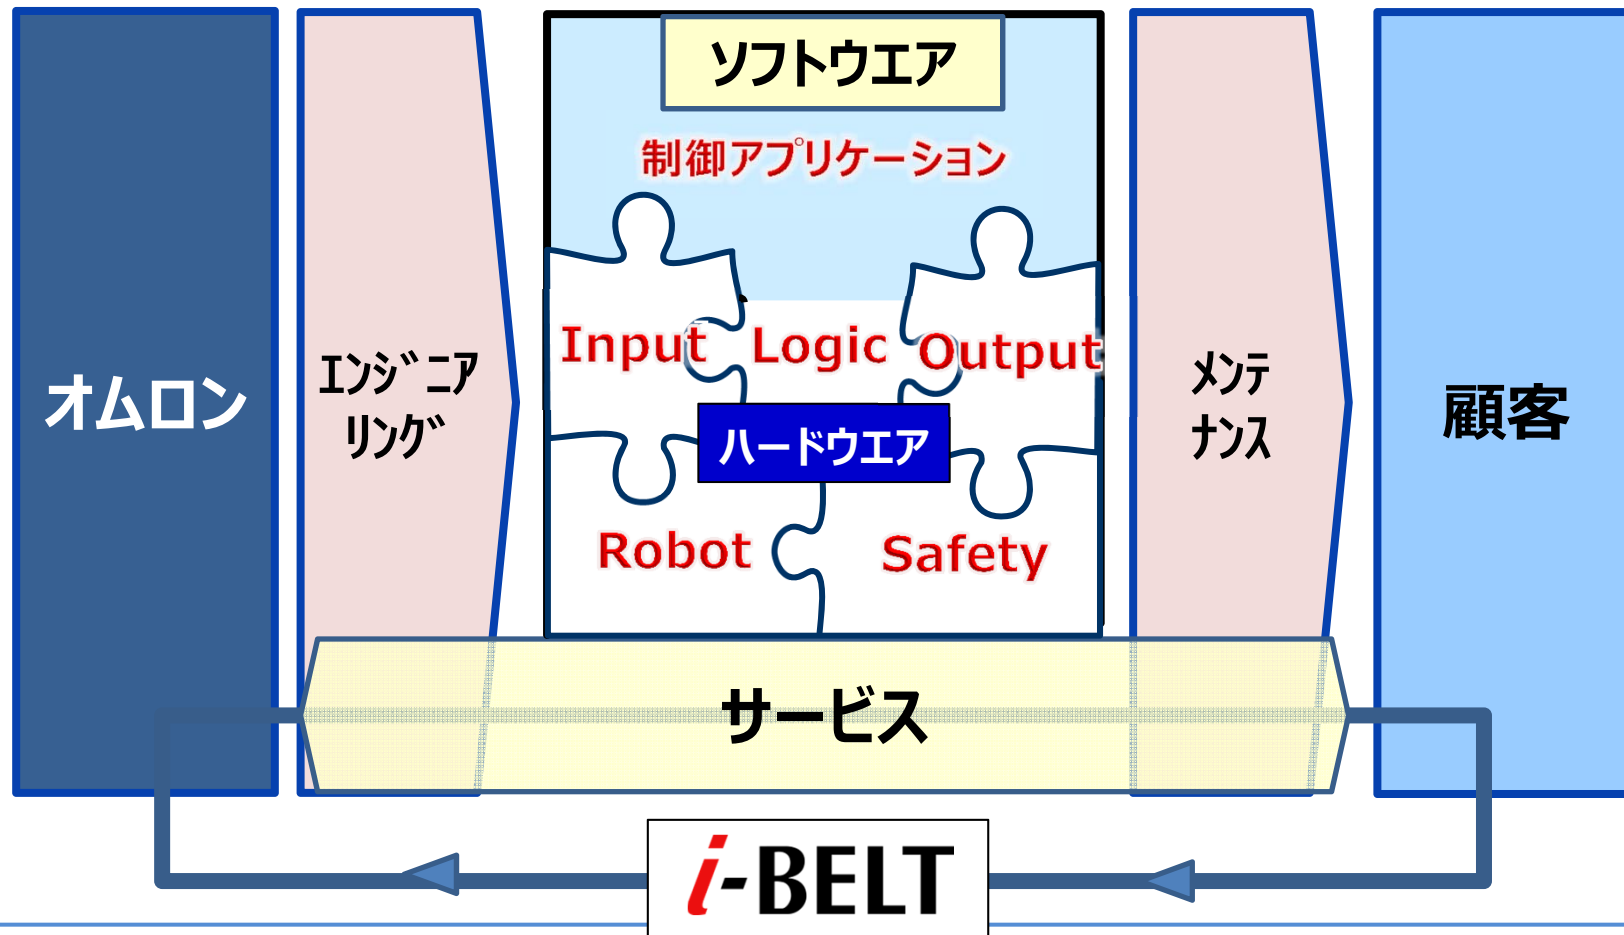 ソフトウエア
制御アプリケーション
Input
Logic
Output
オムロン
ｴﾝｼﾞﾆｱ
ﾘﾝｸﾞ
ハードウエア
ﾒﾝﾃ
ﾅﾝｽ
顧客
Robot
Safety
サービス
i-BELT